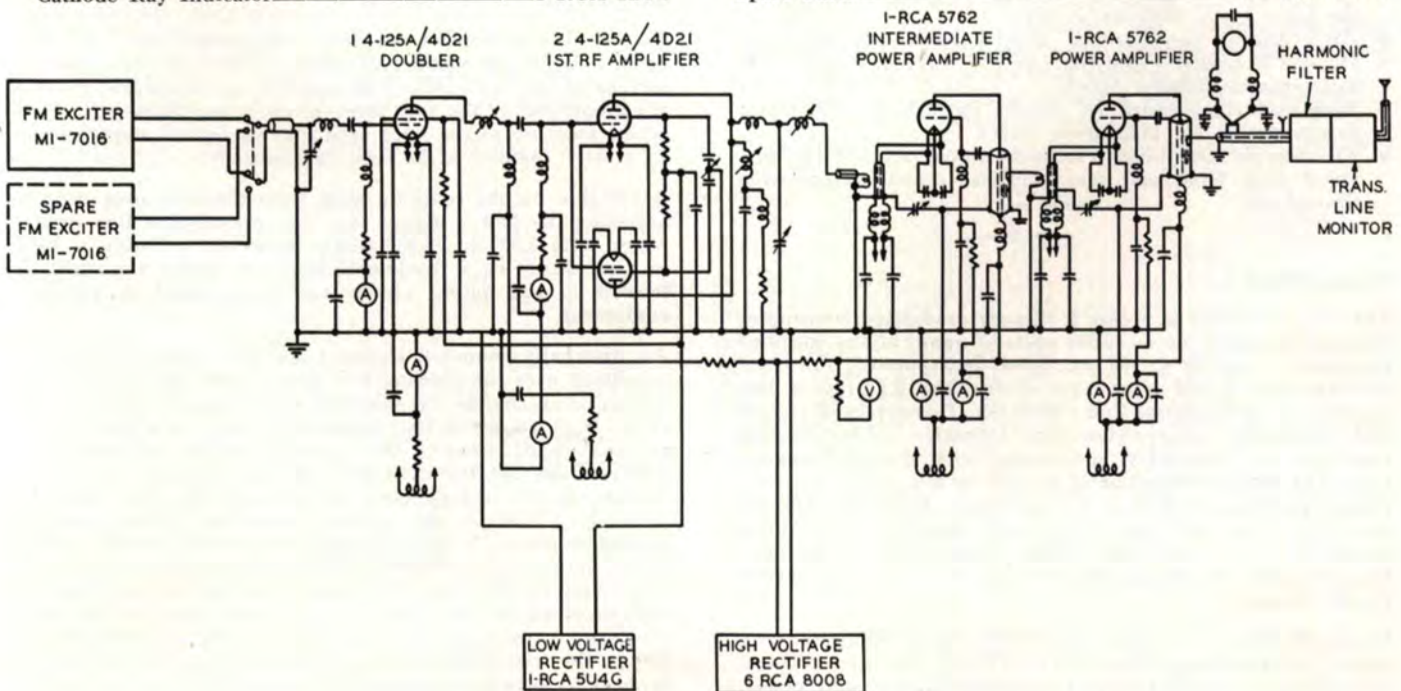 1 4-125A/4D21
DOUBLER
2 4-125A/4D21
1ST. RF AMPLIFIER
1-RCA 5762
INTERMEDIATE
POWER AMPLIFIER
1-RCA 5762
POWER AMPLIFIER
HARMONIC
FILTER
TRANS.
LINE
MONITOR
FM EXCITER
MI-7016
SPARE
FM EXCITER
MI-7016
A
A
A
A
V
A
A
A
A
LOW VOLTAGE
RECTIFIER
1-RCA 5U4G
HIGH VOLTAGE
RECTIFIER
6 RCA 8008